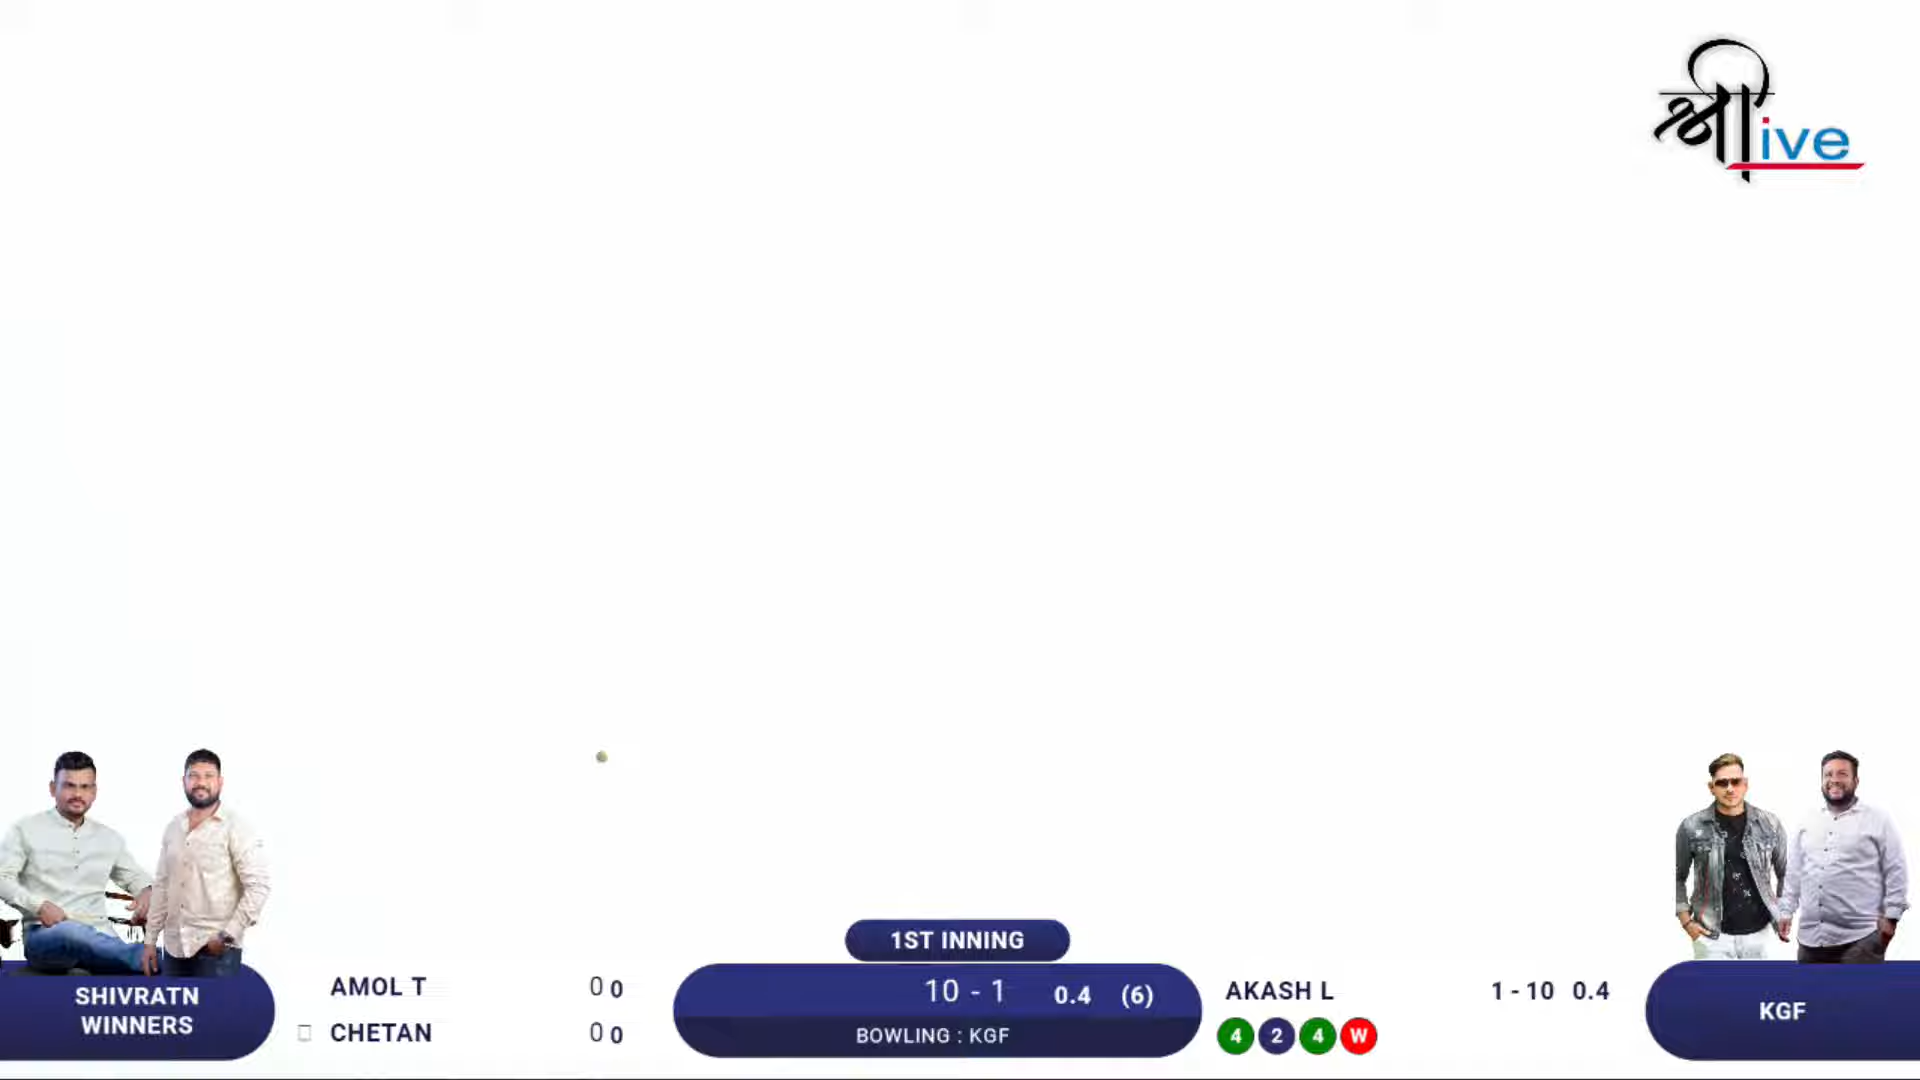 श्री
ive
1ST INNING
SHIVRATN
WINNERS
AMOL T 0 0
CHETAN 0 0
10 - 1 0.4 (6)
BOWLING : KGF
AKASH L 1 - 10 0.4
4 2 4 W
KGF